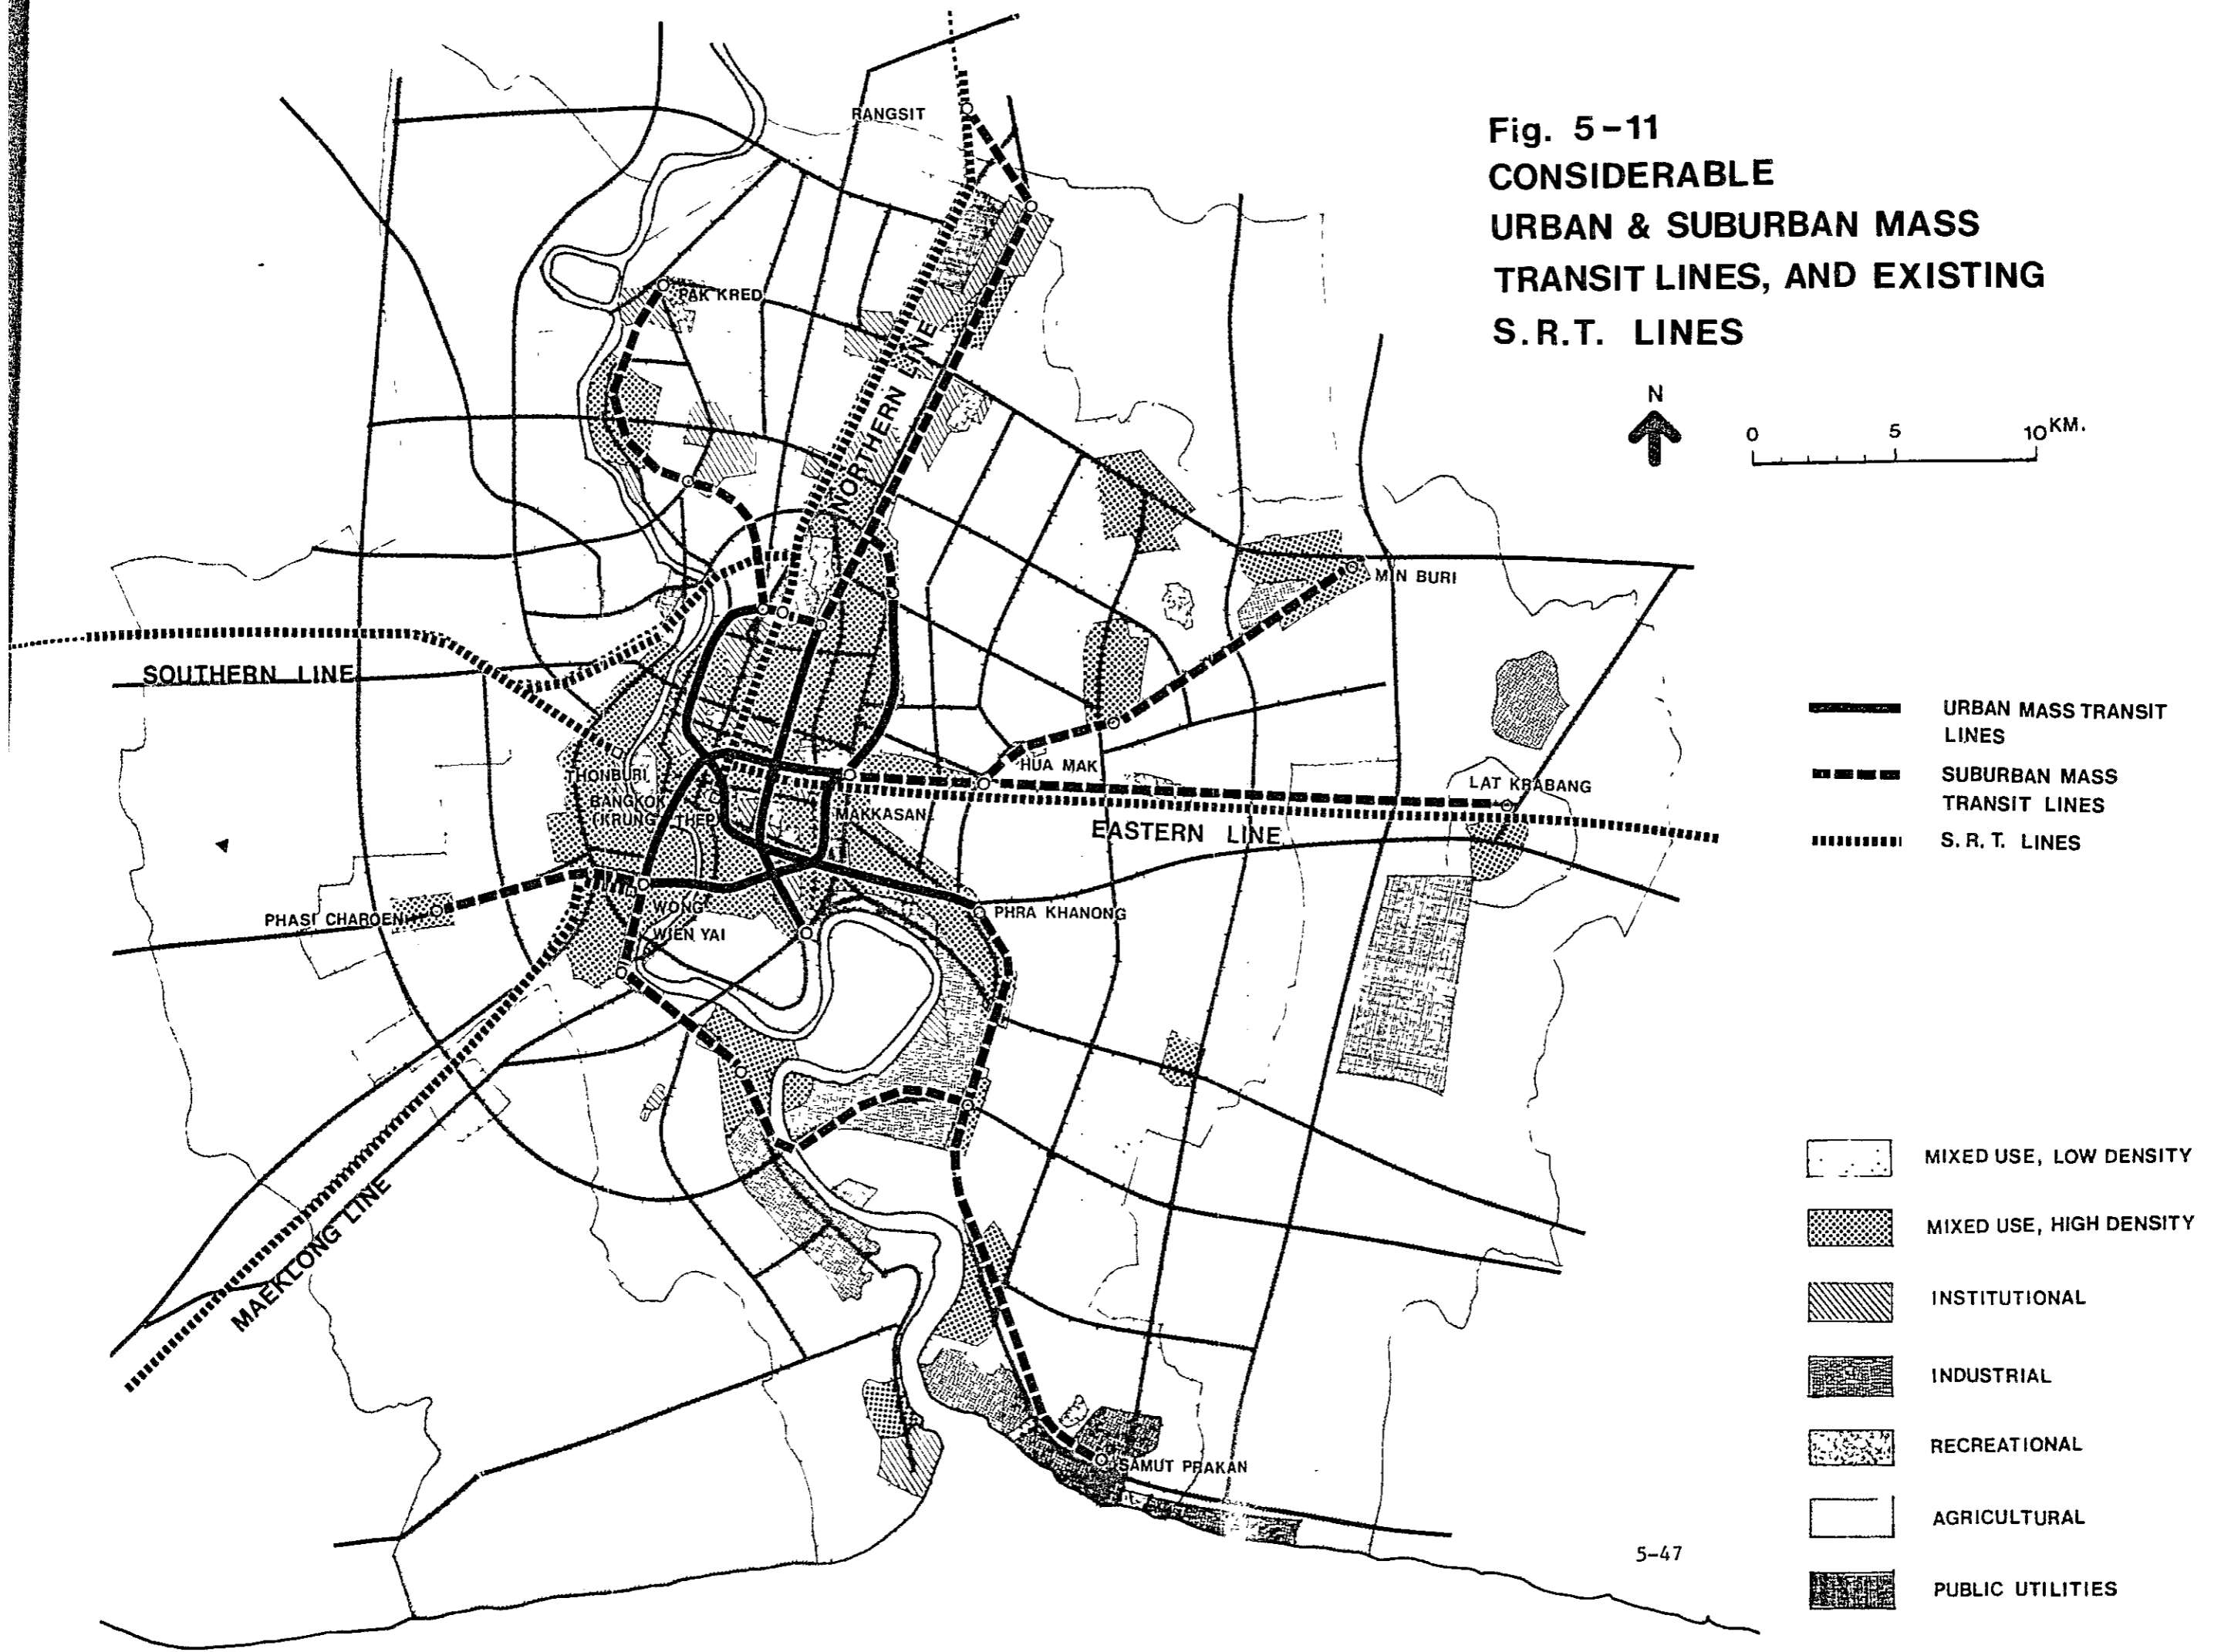 Fig. 5-11
CONSIDERABLE
URBAN & SUBURBAN MASS
TRANSIT LINES, AND EXISTING
S.R.T. LINES
N
0 5 10 KM.
RANGSIT
PAK KRED
NORTHERN LINE
MIN BURI
SOUTHERN LINE
THONBURI
BANGKOK
(KRUNG THEP)
HUA MAK
MAKKASAN
LAT KRABANG
EASTERN LINE
PHASI CHAROEN
WONG
WIEN YAI
PHRA KHANONG
MAEKLONG LINE
SAMUT PRAKAN
URBAN MASS TRANSIT
LINES
SUBURBAN MASS
TRANSIT LINES
S.R.T. LINES
MIXED USE, LOW DENSITY
MIXED USE, HIGH DENSITY
INSTITUTIONAL
INDUSTRIAL
RECREATIONAL
AGRICULTURAL
PUBLIC UTILITIES
5-47